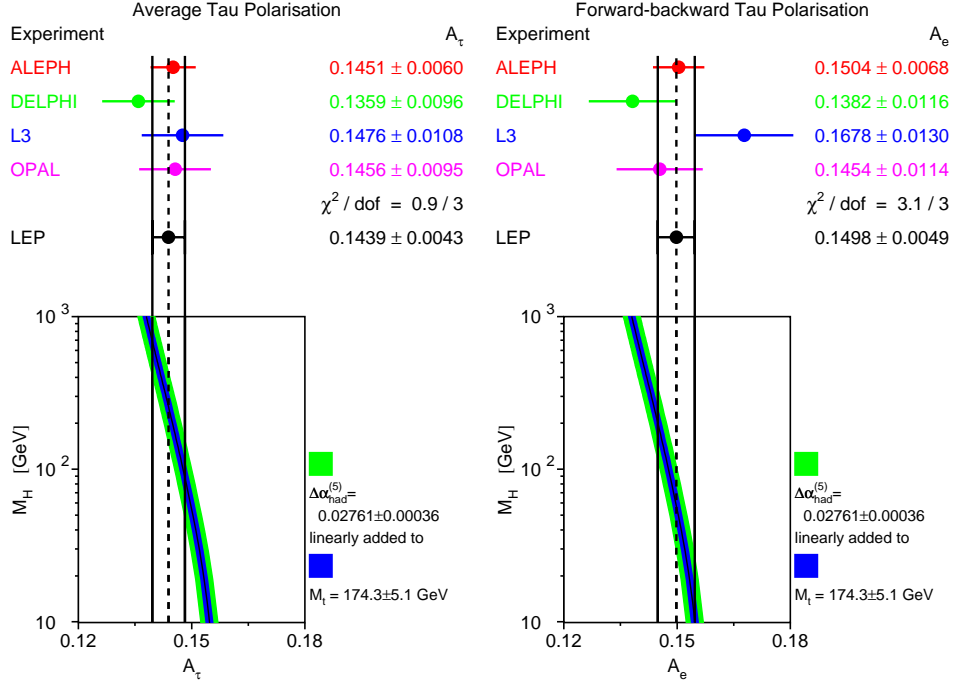 Average Tau Polarisation
Experiment A_τ
ALEPH 0.1451 ± 0.0060
DELPHI 0.1359 ± 0.0096
L3 0.1476 ± 0.0108
OPAL 0.1456 ± 0.0095
χ² / dof = 0.9 / 3
LEP 0.1439 ± 0.0043
10³
10²
10
M_H [GeV]
0.12 0.15 0.18
A_τ
Δα_had^(5)=
0.02761±0.00036
linearly added to
M_t = 174.3±5.1 GeV
Forward-backward Tau Polarisation
Experiment A_e
ALEPH 0.1504 ± 0.0068
DELPHI 0.1382 ± 0.0116
L3 0.1678 ± 0.0130
OPAL 0.1454 ± 0.0114
χ² / dof = 3.1 / 3
LEP 0.1498 ± 0.0049
10³
10²
10
M_H [GeV]
0.12 0.15 0.18
A_e
Δα_had^(5)=
0.02761±0.00036
linearly added to
M_t = 174.3±5.1 GeV